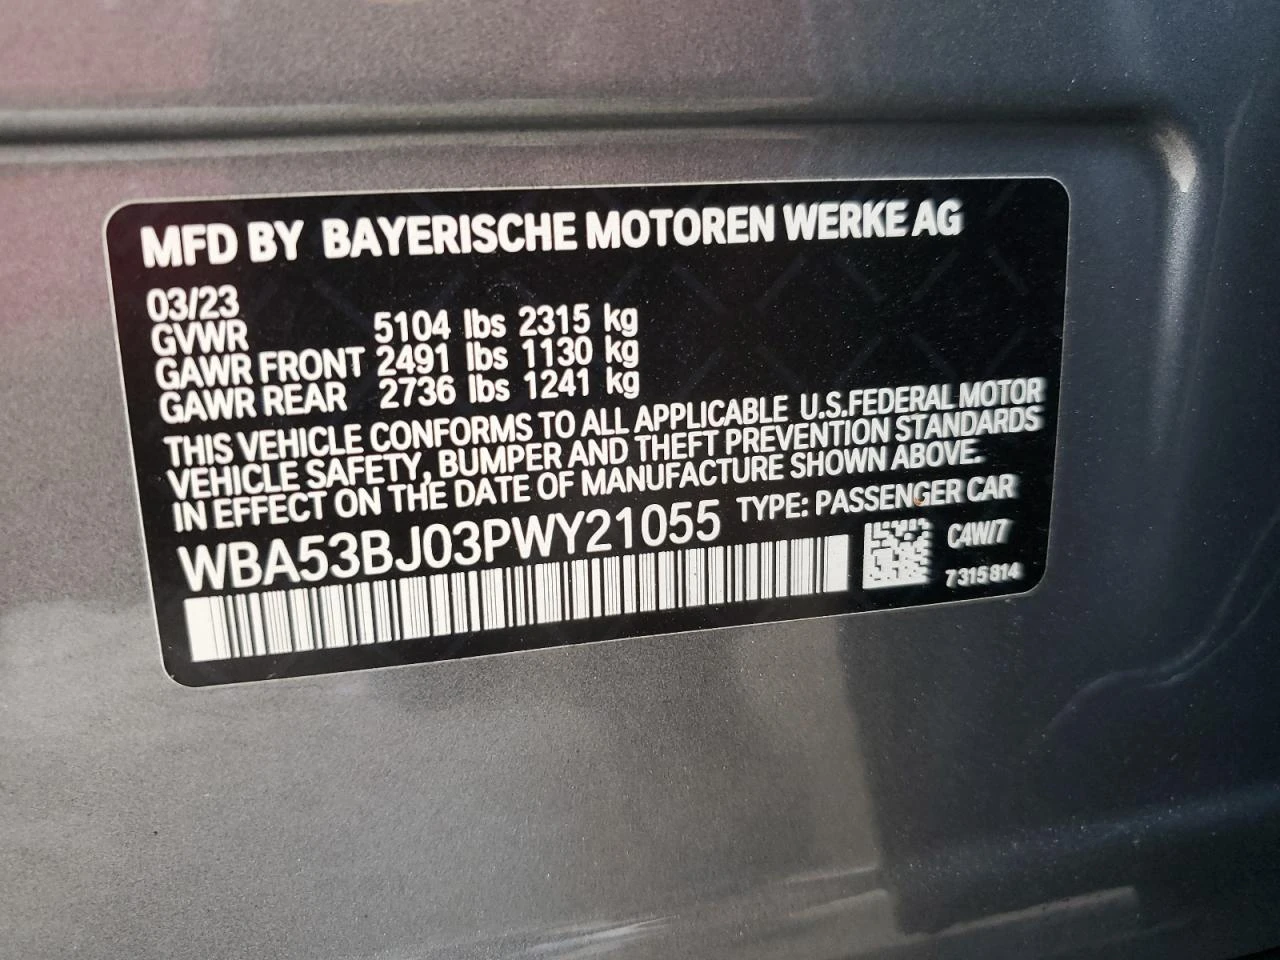 MFD BY BAYERISCHE MOTOREN WERKE AG
03/23
GVWR 5104 lbs 2315 kg
GAWR FRONT 2491 lbs 1130 kg
GAWR REAR 2736 lbs 1241 kg
THIS VEHICLE CONFORMS TO ALL APPLICABLE U.S.FEDERAL MOTOR
VEHICLE SAFETY, BUMPER AND THEFT PREVENTION STANDARDS
IN EFFECT ON THE DATE OF MANUFACTURE SHOWN ABOVE.
WBA53BJ03PWY21055 TYPE: PASSENGER CAR
C4W/7
7 315 814